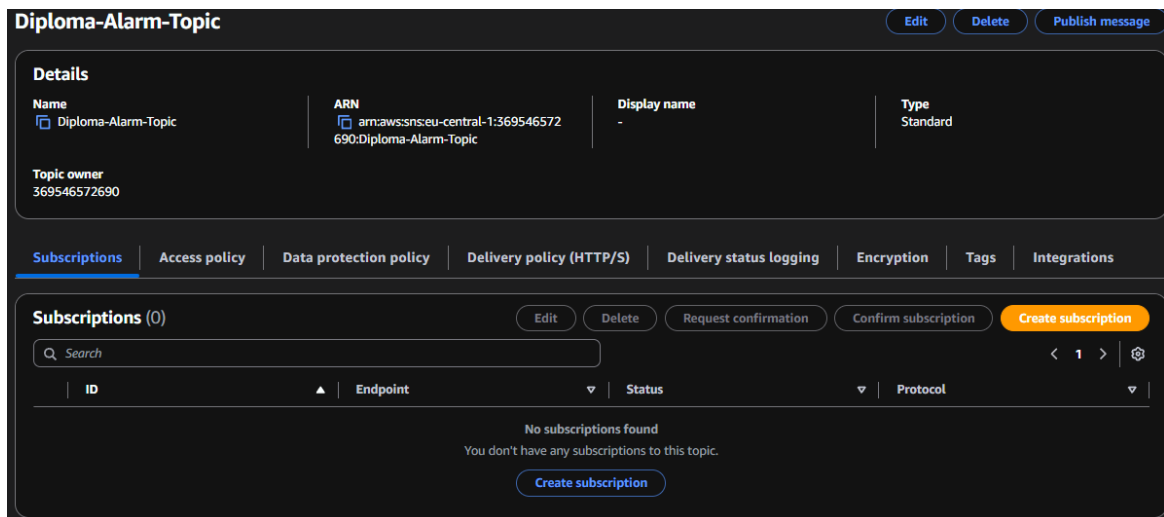 Diploma-Alarm-Topic
Edit
Delete
Publish message
Details
Name
Diploma-Alarm-Topic
ARN
arn:aws:sns:eu-central-1:369546572
690:Diploma-Alarm-Topic
Display name
-
Type
Standard
Topic owner
369546572690
Subscriptions
Access policy
Data protection policy
Delivery policy (HTTP/S)
Delivery status logging
Encryption
Tags
Integrations
Subscriptions (0)
Edit
Delete
Request confirmation
Confirm subscription
Create subscription
Search
1
ID
Endpoint
Status
Protocol
No subscriptions found
You don't have any subscriptions to this topic.
Create subscription